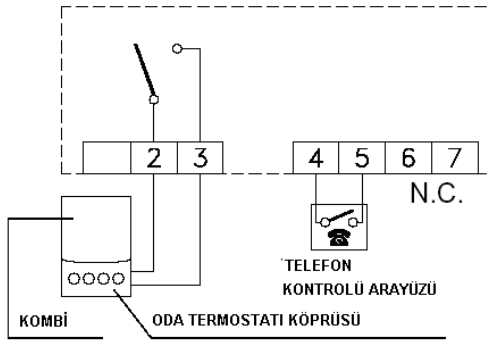 2 3 4 5 6 7
N.C.
TELEFON
KONTROLÜ ARAYÜZÜ
KOMBİ ODA TERMOSTATI KÖPRÜSÜ